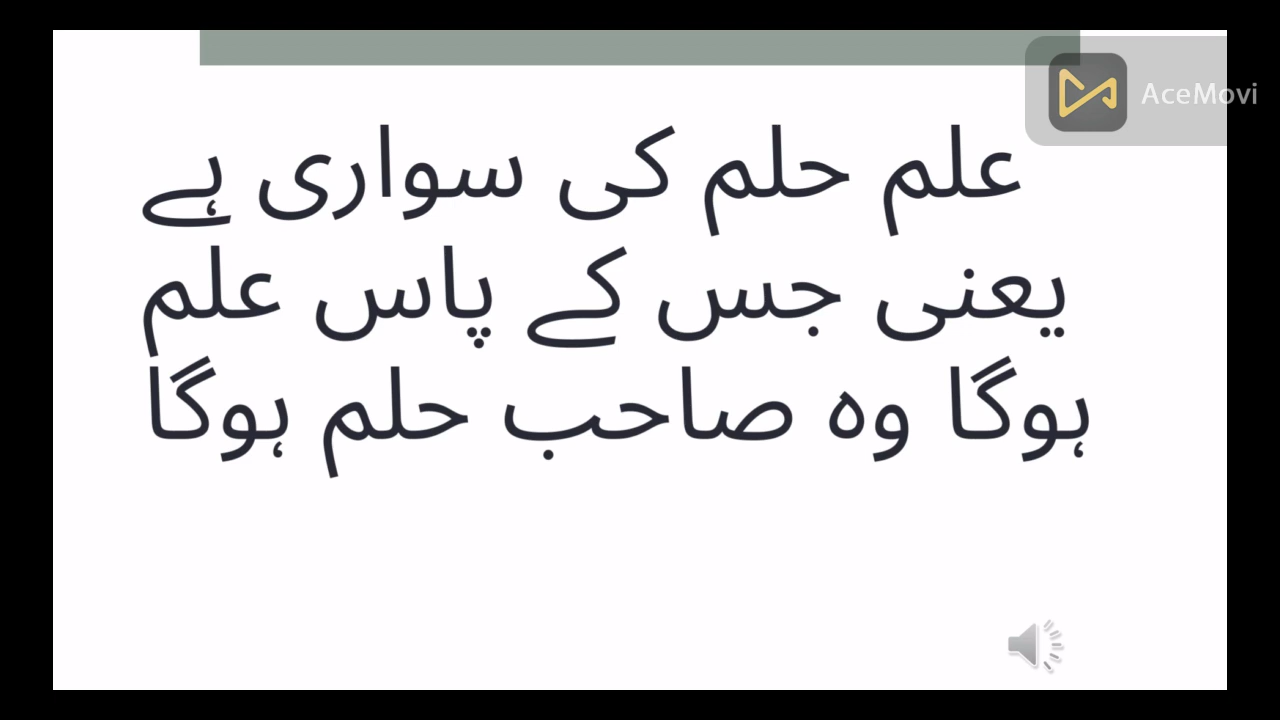 AceMovi
علم حلم کی سواری ہے
یعنی جس کے پاس علم
ہوگا وہ صاحب حلم ہوگا